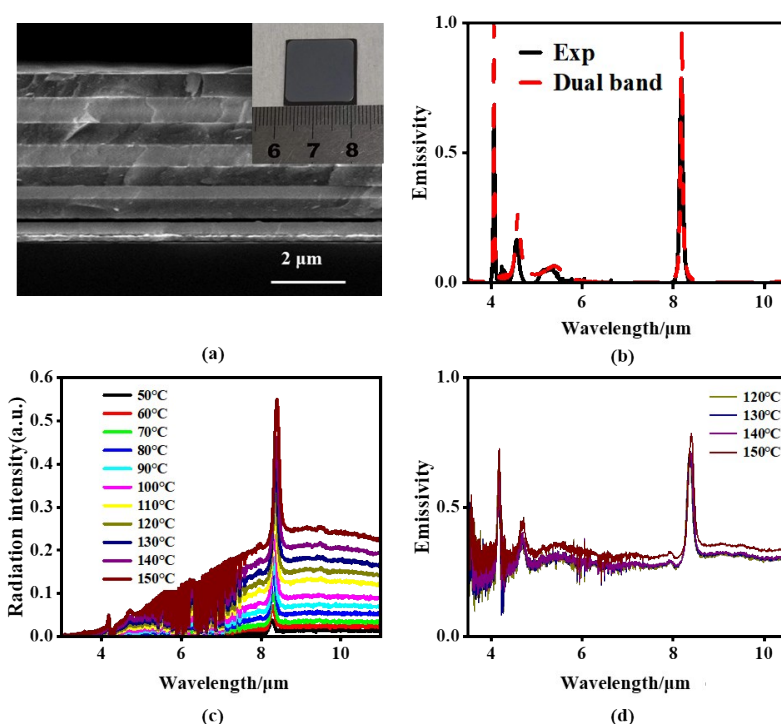 6 7 8
2 μm
(a)
Emissivity
1.0
0.5
0.0
Exp
Dual band
4 6 8 10
Wavelength/μm
(b)
Radiation intensity(a.u.)
0.6
0.5
0.4
0.3
0.2
0.1
0.0
50°C
60°C
70°C
80°C
90°C
100°C
110°C
120°C
130°C
140°C
150°C
4 6 8 10
Wavelength/μm
(c)
Emissivity
1.0
0.5
0.0
120°C
130°C
140°C
150°C
4 6 8 10
Wavelength/μm
(d)